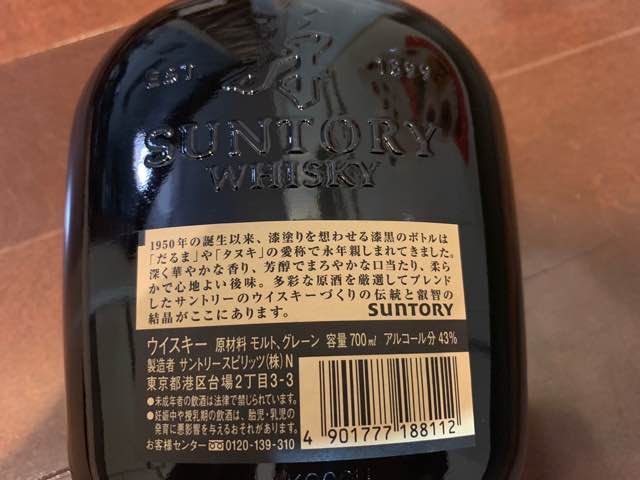 寿
EST. 1899
SUNTORY
WHISKY
1950年の誕生以来、漆塗りを想わせる漆黒のボトルは
「だるま」や「タヌキ」の愛称で永年親しまれてきました。
深く華やかな香り、芳醇でまろやかな口当たり、柔ら
かで心地よい後味。多彩な原酒を厳選してブレンド
したサントリーのウイスキーづくりの伝統と叡智の
結晶がここにあります。
SUNTORY
ウイスキー 原材料 モルト、グレーン 容量 700ml アルコール分 43%
製造者 サントリースピリッツ(株) N
東京都港区台場2丁目3-3
●未成年者の飲酒は法律で禁じられています。
●妊娠中や授乳期の飲酒は、胎児・乳児の
発育に悪影響を与えるおそれがあります。
お客様センター 0120-139-310
4 901777 188112